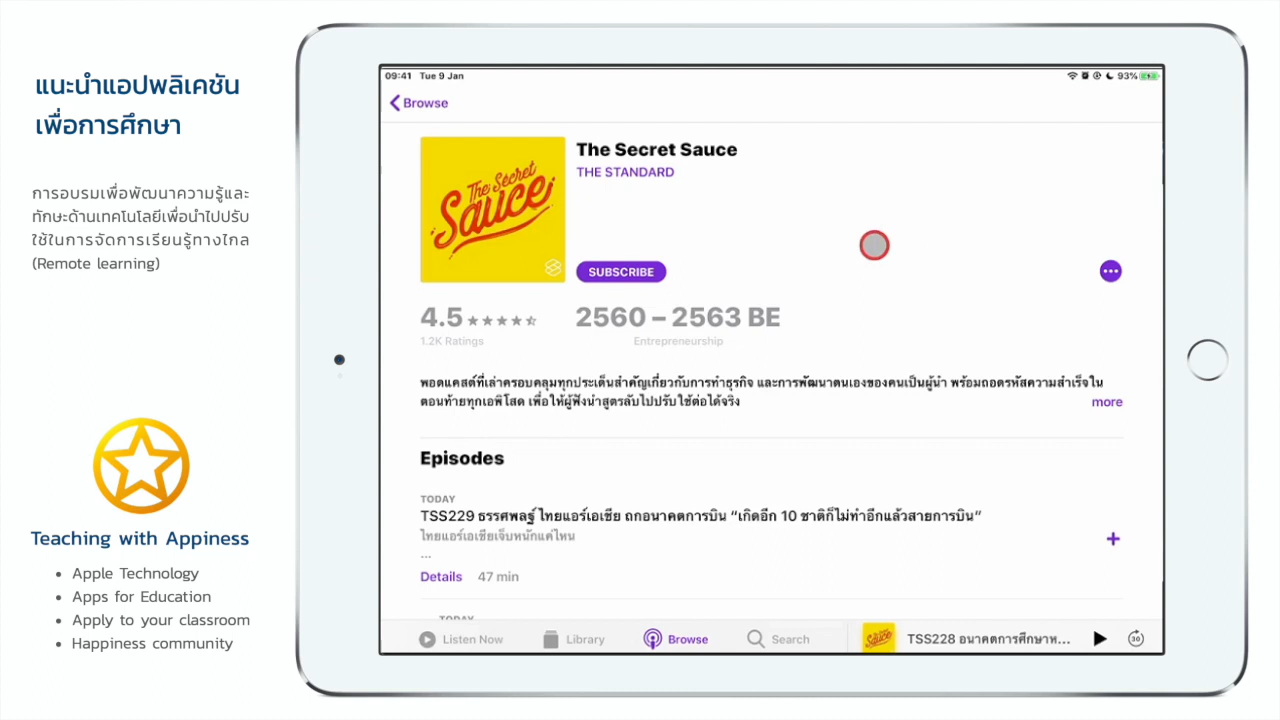 แนะนำแอปพลิเคชัน
เพื่อการศึกษา
การอบรมเพื่อพัฒนาความรู้และ
ทักษะด้านเทคโนโลยีเพื่อนำไปปรับ
ใช้ในการจัดการเรียนรู้ทางไกล
(Remote learning)
Teaching with Appiness
• Apple Technology
• Apps for Education
• Apply to your classroom
• Happiness community
09:41 Tue 9 Jan
93%
Browse
The Secret
Sauce
The Secret Sauce
THE STANDARD
SUBSCRIBE
4.5 ★★★★
1.2K Ratings
2560 – 2563 BE
Entrepreneurship
พอดแคสต์ที่เล่าครอบคลุมทุกประเด็นสำคัญเกี่ยวกับการทำธุรกิจ และการพัฒนาตนเองของคนเป็นผู้นำ พร้อมถอดรหัสความสำเร็จใน
ตอนท้ายทุกเอพิโสด เพื่อให้ผู้ฟังนำสูตรลับไปปรับใช้ต่อได้จริง
more
Episodes
TODAY
TSS229 ธรรศพลฐ์ ไทยแอร์เอเชีย ถกอนาคตการบิน “เกิดอีก 10 ชาติก็ไม่ทำอีกแล้วสายการบิน”
ไทยแอร์เอเชียเจ็บหนักแค่ไหน
...
Details 47 min
TODAY
Listen Now
Library
Browse
Search
TSS228 อนาคตการศึกษาห...
30